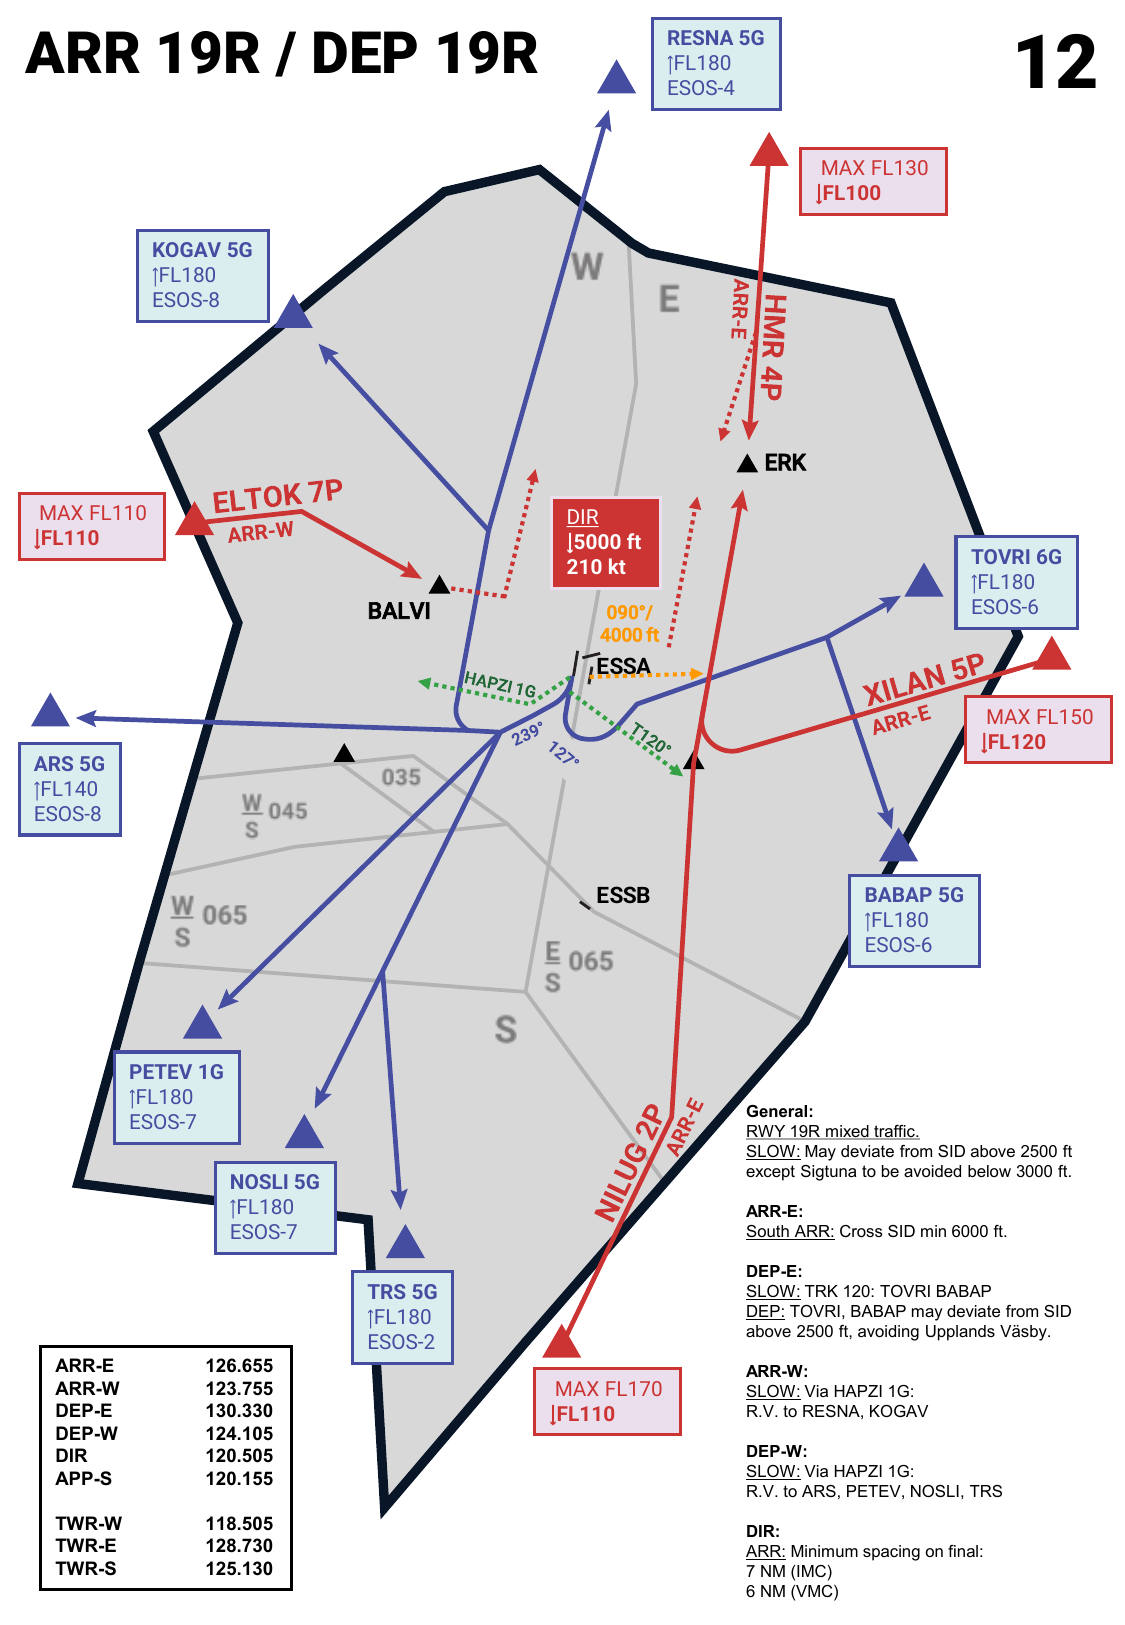 ARR 19R / DEP 19R
12
RESNA 5G
↑FL180
ESOS-4
MAX FL130
↓FL100
KOGAV 5G
↑FL180
ESOS-8
W
E
ARR-E
HMR 4P
ERK
MAX FL110
↓FL110
ELTOK 7P
ARR-W
BALVI
DIR
↓5000 ft
210 kt
090°/
4000 ft
ESSA
TOVRI 6G
↑FL180
ESOS-6
XILAN 5P
ARR-E
MAX FL150
↓FL120
HAPZI 1G
239°
127°
T120°
ARS 5G
↑FL140
ESOS-8
035
W
S
045
W
S
065
ESSB
E
S
065
S
BABAP 5G
↑FL180
ESOS-6
PETEV 1G
↑FL180
ESOS-7
NOSLI 5G
↑FL180
ESOS-7
TRS 5G
↑FL180
ESOS-2
NILUG 2P
ARR-E
MAX FL170
↓FL110
ARR-E 126.655
ARR-W 123.755
DEP-E 130.330
DEP-W 124.105
DIR 120.505
APP-S 120.155
TWR-W 118.505
TWR-E 128.730
TWR-S 125.130
General:
RWY 19R mixed traffic.
SLOW: May deviate from SID above 2500 ft
except Sigtuna to be avoided below 3000 ft.
ARR-E:
South ARR: Cross SID min 6000 ft.
DEP-E:
SLOW: TRK 120: TOVRI BABAP
DEP: TOVRI, BABAP may deviate from SID
above 2500 ft, avoiding Upplands Väsby.
ARR-W:
SLOW: Via HAPZI 1G:
R.V. to RESNA, KOGAV
DEP-W:
SLOW: Via HAPZI 1G:
R.V. to ARS, PETEV, NOSLI, TRS
DIR:
ARR: Minimum spacing on final:
7 NM (IMC)
6 NM (VMC)